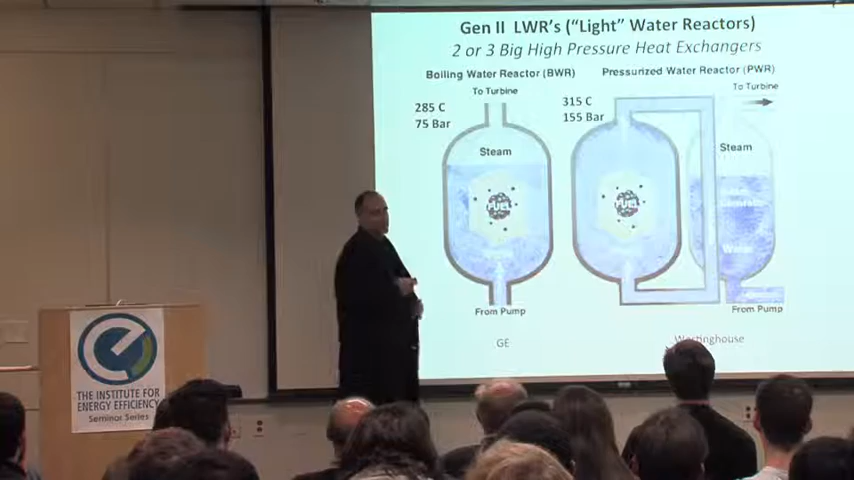 Gen II LWR's ("Light" Water Reactors)
2 or 3 Big High Pressure Heat Exchangers
Boiling Water Reactor (BWR)
Pressurized Water Reactor (PWR)
To Turbine
To Turbine
285 C
75 Bar
315 C
155 Bar
Steam
Steam
FUEL
FUEL
Water
From Pump
From Pump
GE
Westinghouse
THE INSTITUTE FOR
ENERGY EFFICIENCY
Seminar Series